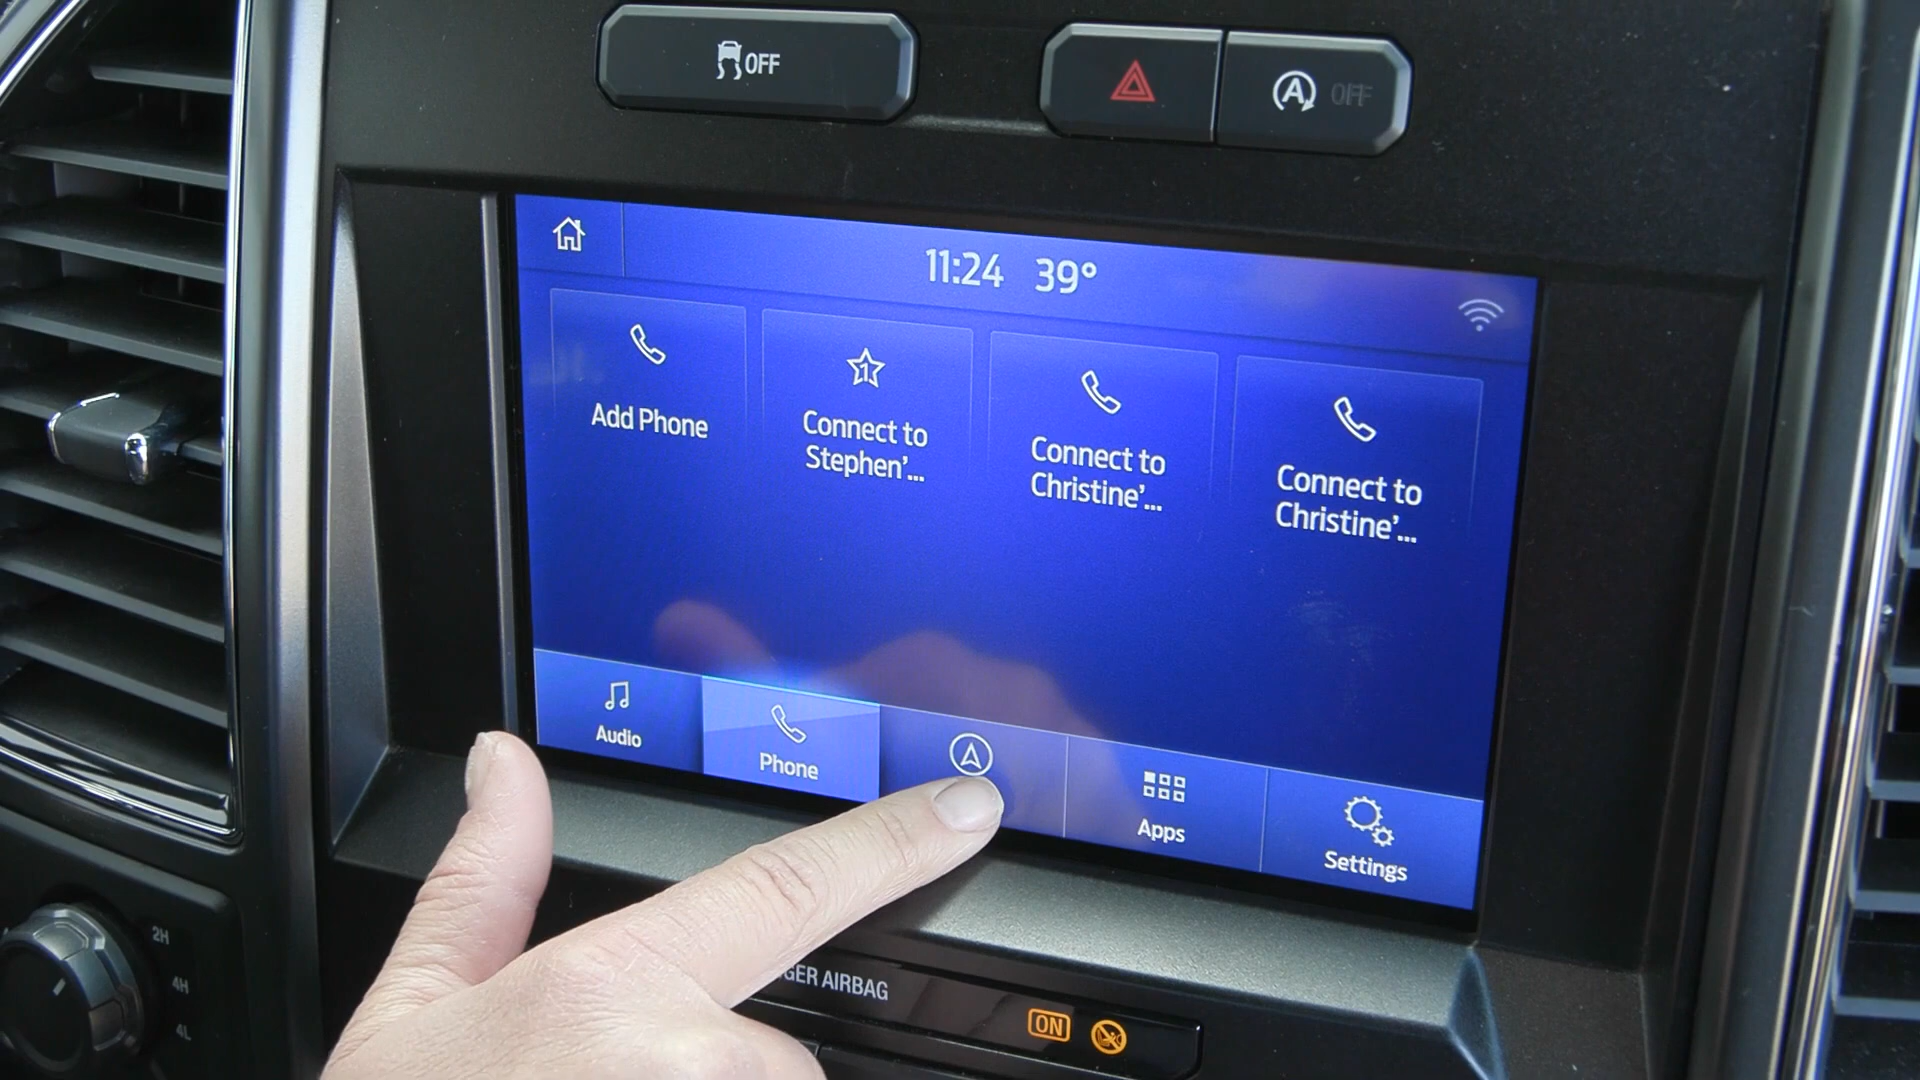 OFF
A OFF
11:24 39°
Add Phone
1
Connect to
Stephen'...
Connect to
Christine'...
Connect to
Christine'...
Audio
Phone
Apps
Settings
2H
4H
4L
AIRBAG
ON